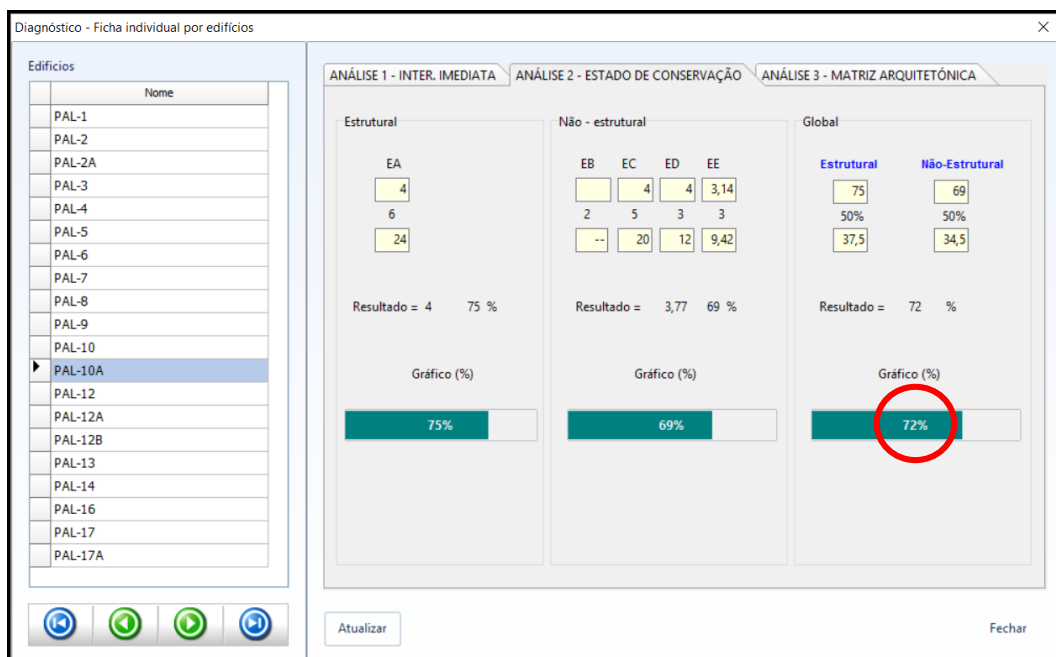 Diagnóstico - Ficha individual por edifícios
Edificios
Nome
PAL-1
PAL-2
PAL-2A
PAL-3
PAL-4
PAL-5
PAL-6
PAL-7
PAL-8
PAL-9
PAL-10
PAL-10A
PAL-12
PAL-12A
PAL-12B
PAL-13
PAL-14
PAL-16
PAL-17
PAL-17A
ANÁLISE 1 - INTER. IMEDIATA ANÁLISE 2 - ESTADO DE CONSERVAÇÃO ANÁLISE 3 - MATRIZ ARQUITETÓNICA
Estrutural
EA
4
6
24
Resultado = 4 75 %
Gráfico (%)
75%
Não - estrutural
EB EC ED EE
4 4 3,14
2 5 3 3
-- 20 12 9,42
Resultado = 3,77 69 %
Gráfico (%)
69%
Global
Estrutural Não-Estrutural
75 69
50% 50%
37,5 34,5
Resultado = 72 %
Gráfico (%)
72%
Atualizar Fechar